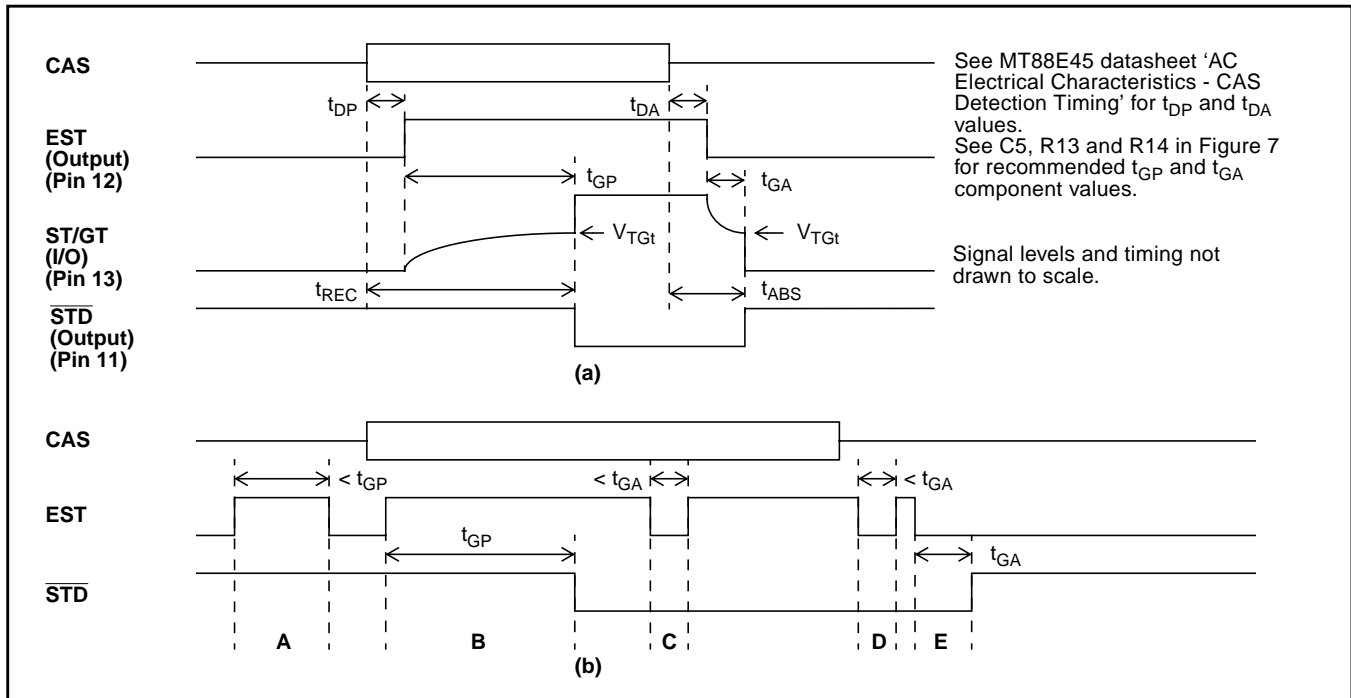 CAS
See MT88E45 datasheet ‘AC
Electrical Characteristics - CAS
Detection Timing’ for tDP and tDA
values.
See C5, R13 and R14 in Figure 7
for recommended tGP and tGA
component values.
tDP
tDA
EST
(Output)
(Pin 12)
tGP
tGA
ST/GT
(I/O)
(Pin 13)
VTGt
VTGt
Signal levels and timing not
drawn to scale.
tREC
tABS
STD
(Output)
(Pin 11)
(a)
CAS
< tGP
< tGA
< tGA
EST
tGP
tGA
STD
A
B
C
D
E
(b)